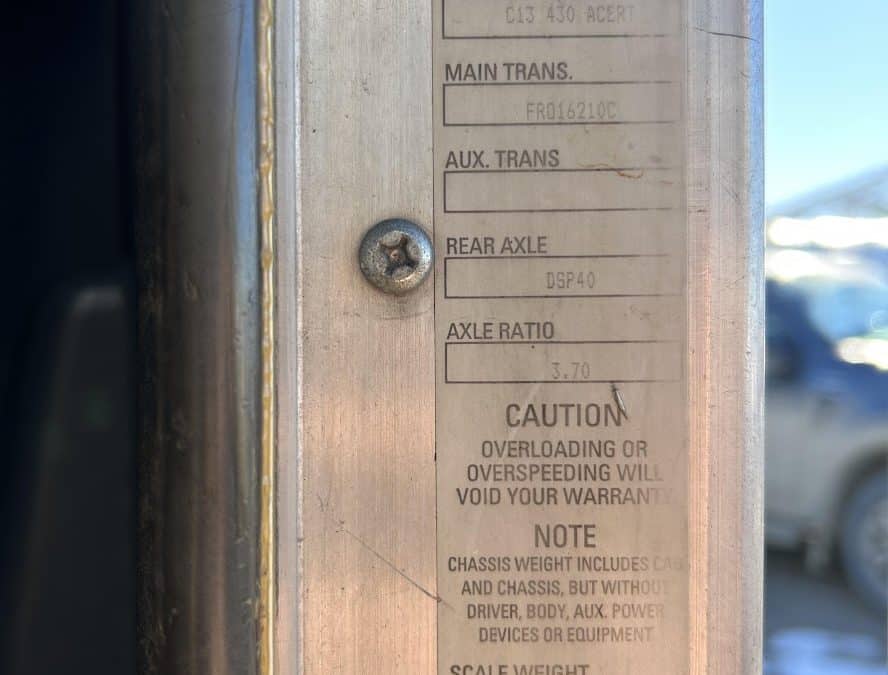 C13 430 ACERT
MAIN TRANS.
FRO16210C
AUX. TRANS
REAR AXLE
DSP40
AXLE RATIO
3.70
CAUTION
OVERLOADING OR
OVERSPEEDING WILL
VOID YOUR WARRANTY
NOTE
CHASSIS WEIGHT INCLUDES CAB
AND CHASSIS, BUT WITHOUT
DRIVER, BODY, AUX. POWER
DEVICES OR EQUIPMENT
SCALE WEIGHT